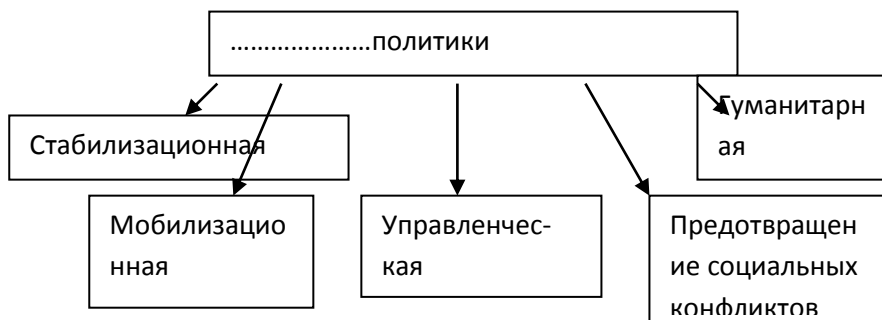 …………………политики
Гуманитарн
ая
Стабилизационная
Мобилизацио
нная
Управленчес-
кая
Предотвращен
ие социальных
конфликтов